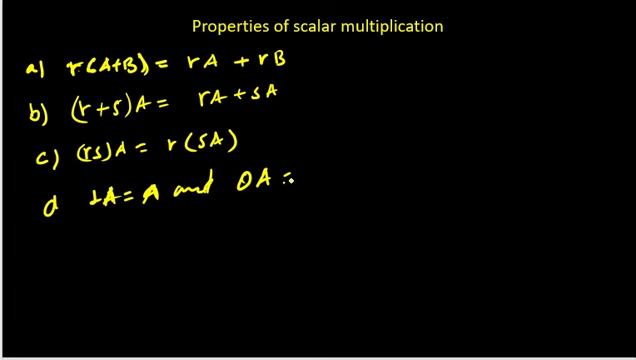 Properties of scalar multiplication
a) r(A+B) = rA + rB
b) (r+s)A = rA + sA
c) (rs)A = r(sA)
d 1A = A and 0A =